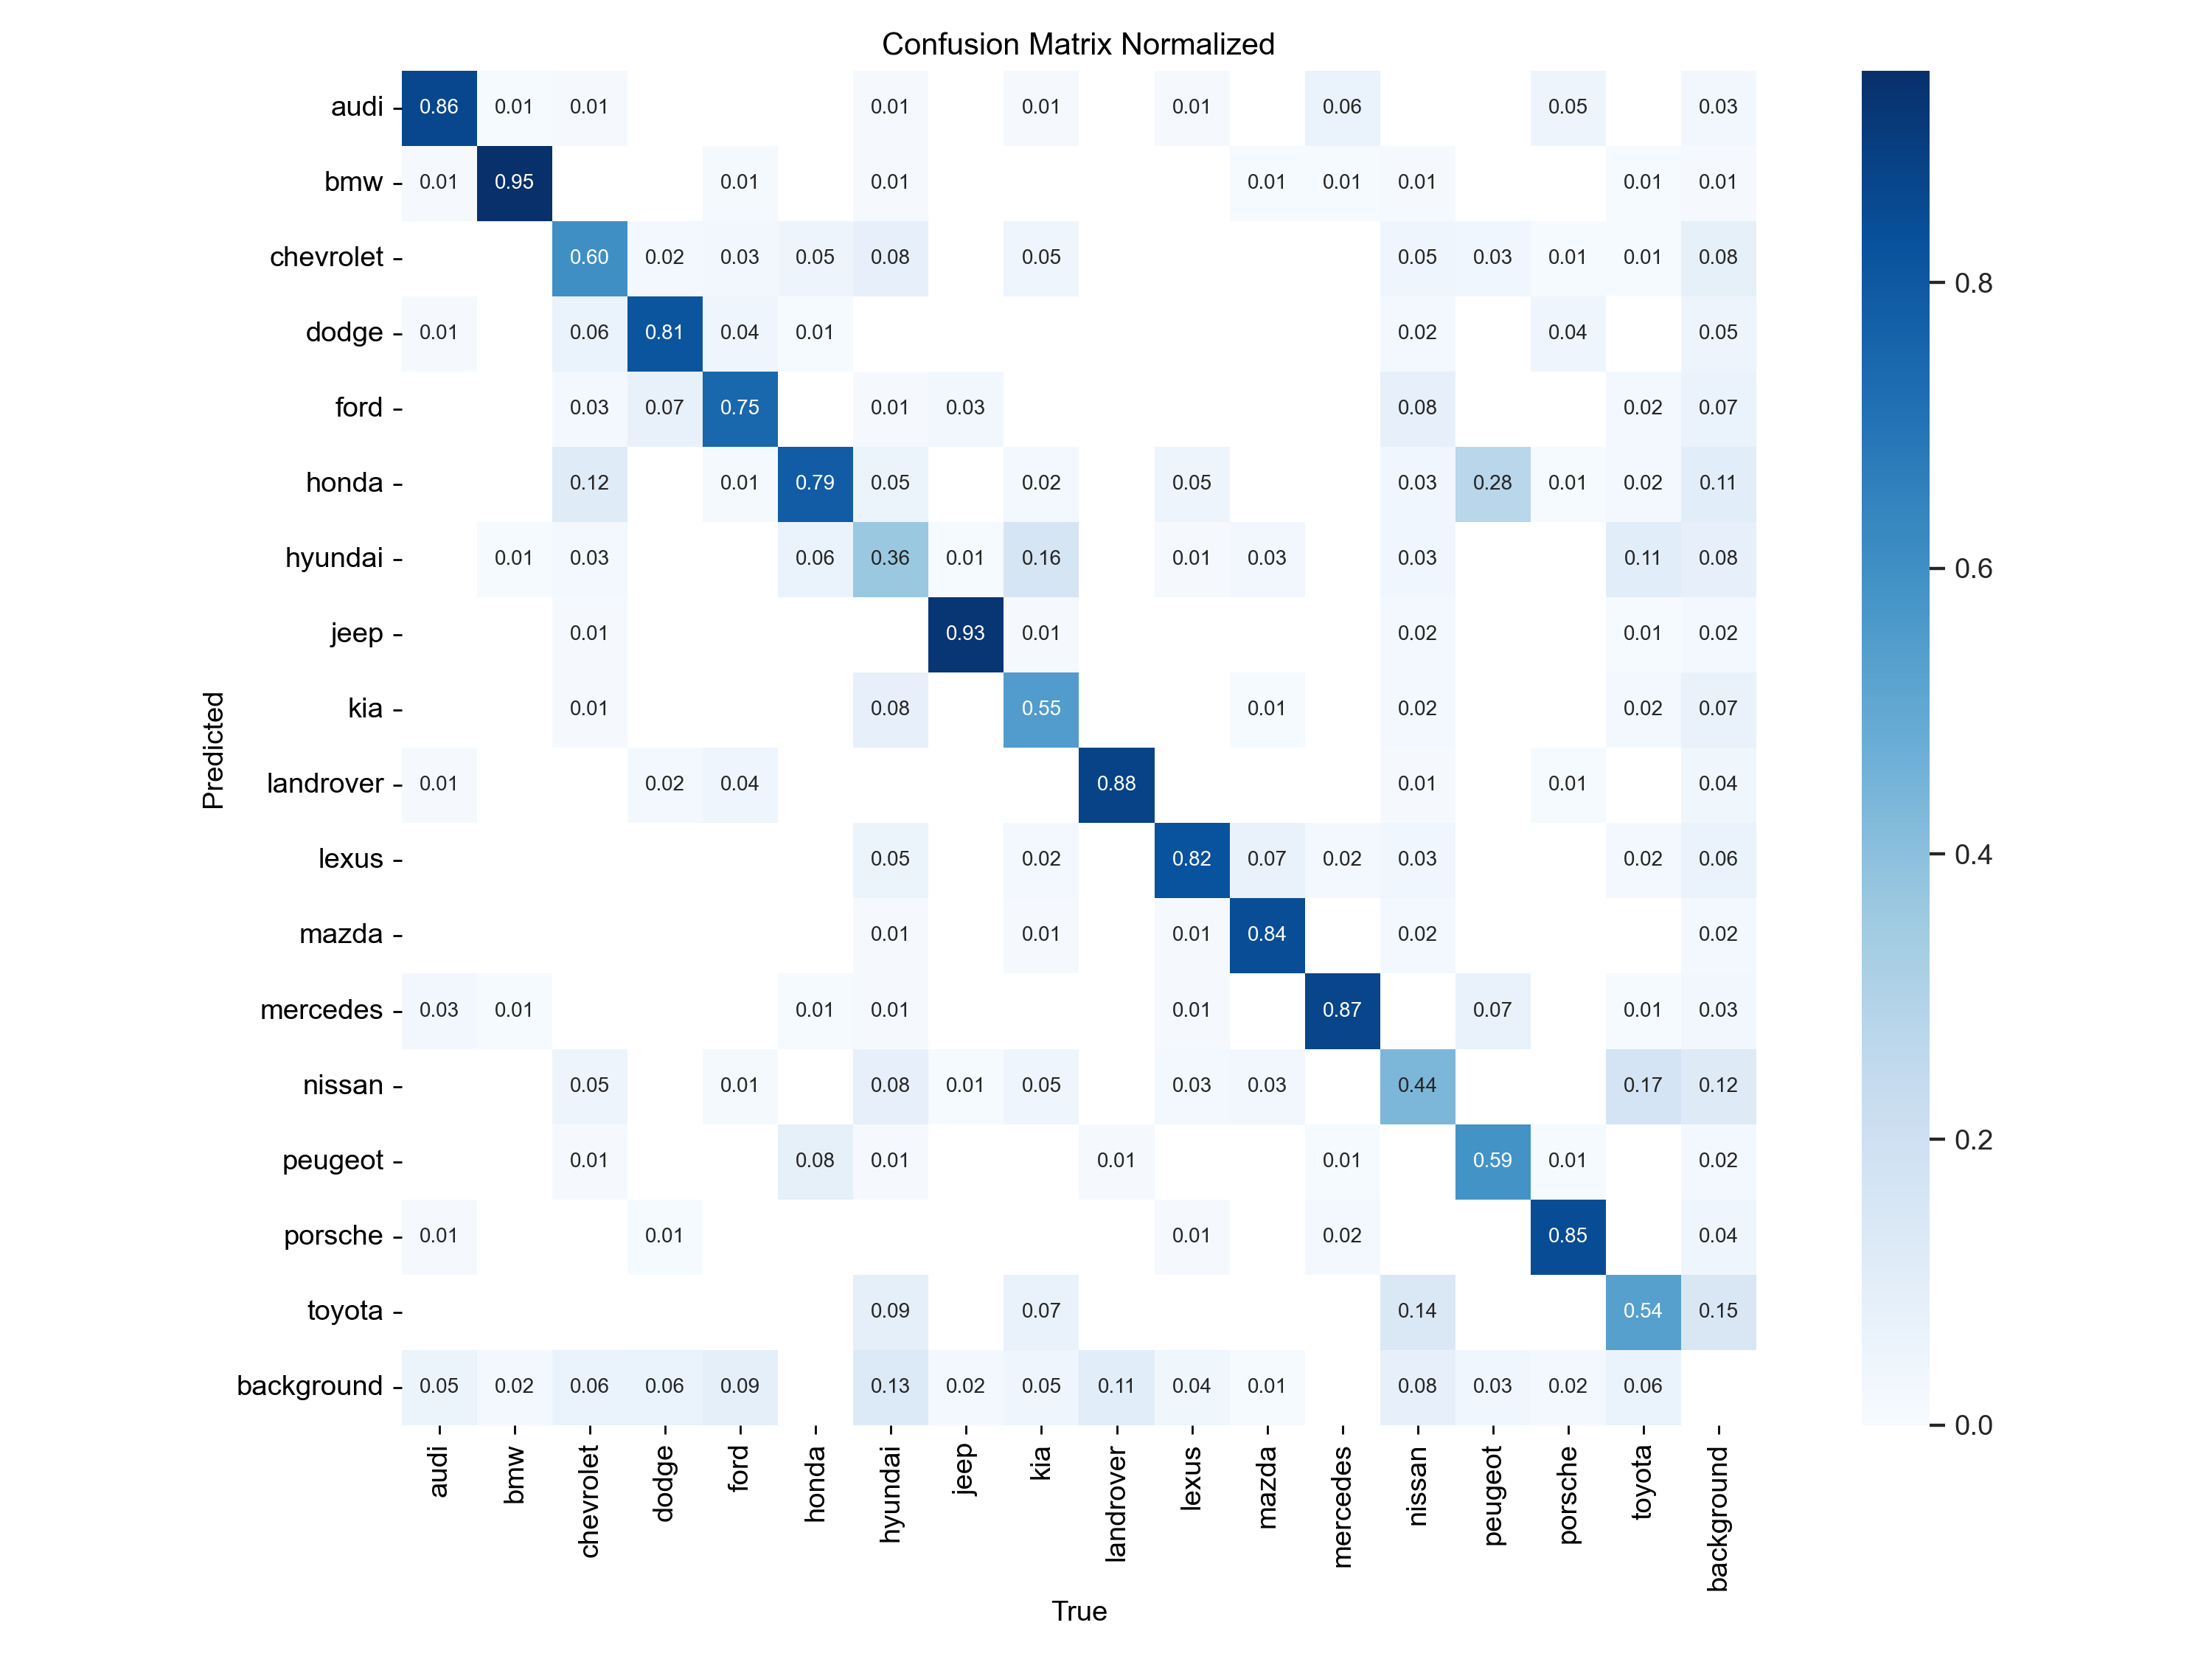 Confusion Matrix Normalized
audi 0.86 0.01 0.01 0.01 0.01 0.01 0.06 0.05 0.03
bmw 0.01 0.95 0.01 0.01 0.01 0.01 0.01 0.01 0.01
chevrolet 0.60 0.02 0.03 0.05 0.08 0.05 0.05 0.03 0.01 0.01 0.08
dodge 0.01 0.06 0.81 0.04 0.01 0.02 0.04 0.05
ford 0.03 0.07 0.75 0.01 0.03 0.08 0.02 0.07
honda 0.12 0.01 0.79 0.05 0.02 0.05 0.03 0.28 0.01 0.02 0.11
hyundai 0.01 0.03 0.06 0.36 0.01 0.16 0.01 0.03 0.03 0.11 0.08
jeep 0.01 0.93 0.01 0.02 0.01 0.02
kia 0.01 0.08 0.55 0.01 0.02 0.02 0.07
landrover 0.01 0.02 0.04 0.88 0.01 0.01 0.04
lexus 0.05 0.02 0.82 0.07 0.02 0.03 0.02 0.06
mazda 0.01 0.01 0.01 0.84 0.02 0.02
mercedes 0.03 0.01 0.01 0.01 0.01 0.87 0.07 0.01 0.03
nissan 0.05 0.01 0.08 0.01 0.05 0.03 0.03 0.44 0.17 0.12
peugeot 0.01 0.08 0.01 0.01 0.01 0.59 0.01 0.02
porsche 0.01 0.01 0.01 0.02 0.85 0.04
toyota 0.09 0.07 0.14 0.54 0.15
background 0.05 0.02 0.06 0.06 0.09 0.13 0.02 0.05 0.11 0.04 0.01 0.08 0.03 0.02 0.06
audi bmw chevrolet dodge ford honda hyundai jeep kia landrover lexus mazda mercedes nissan peugeot porsche toyota background
True
Predicted
0.8
0.6
0.4
0.2
0.0